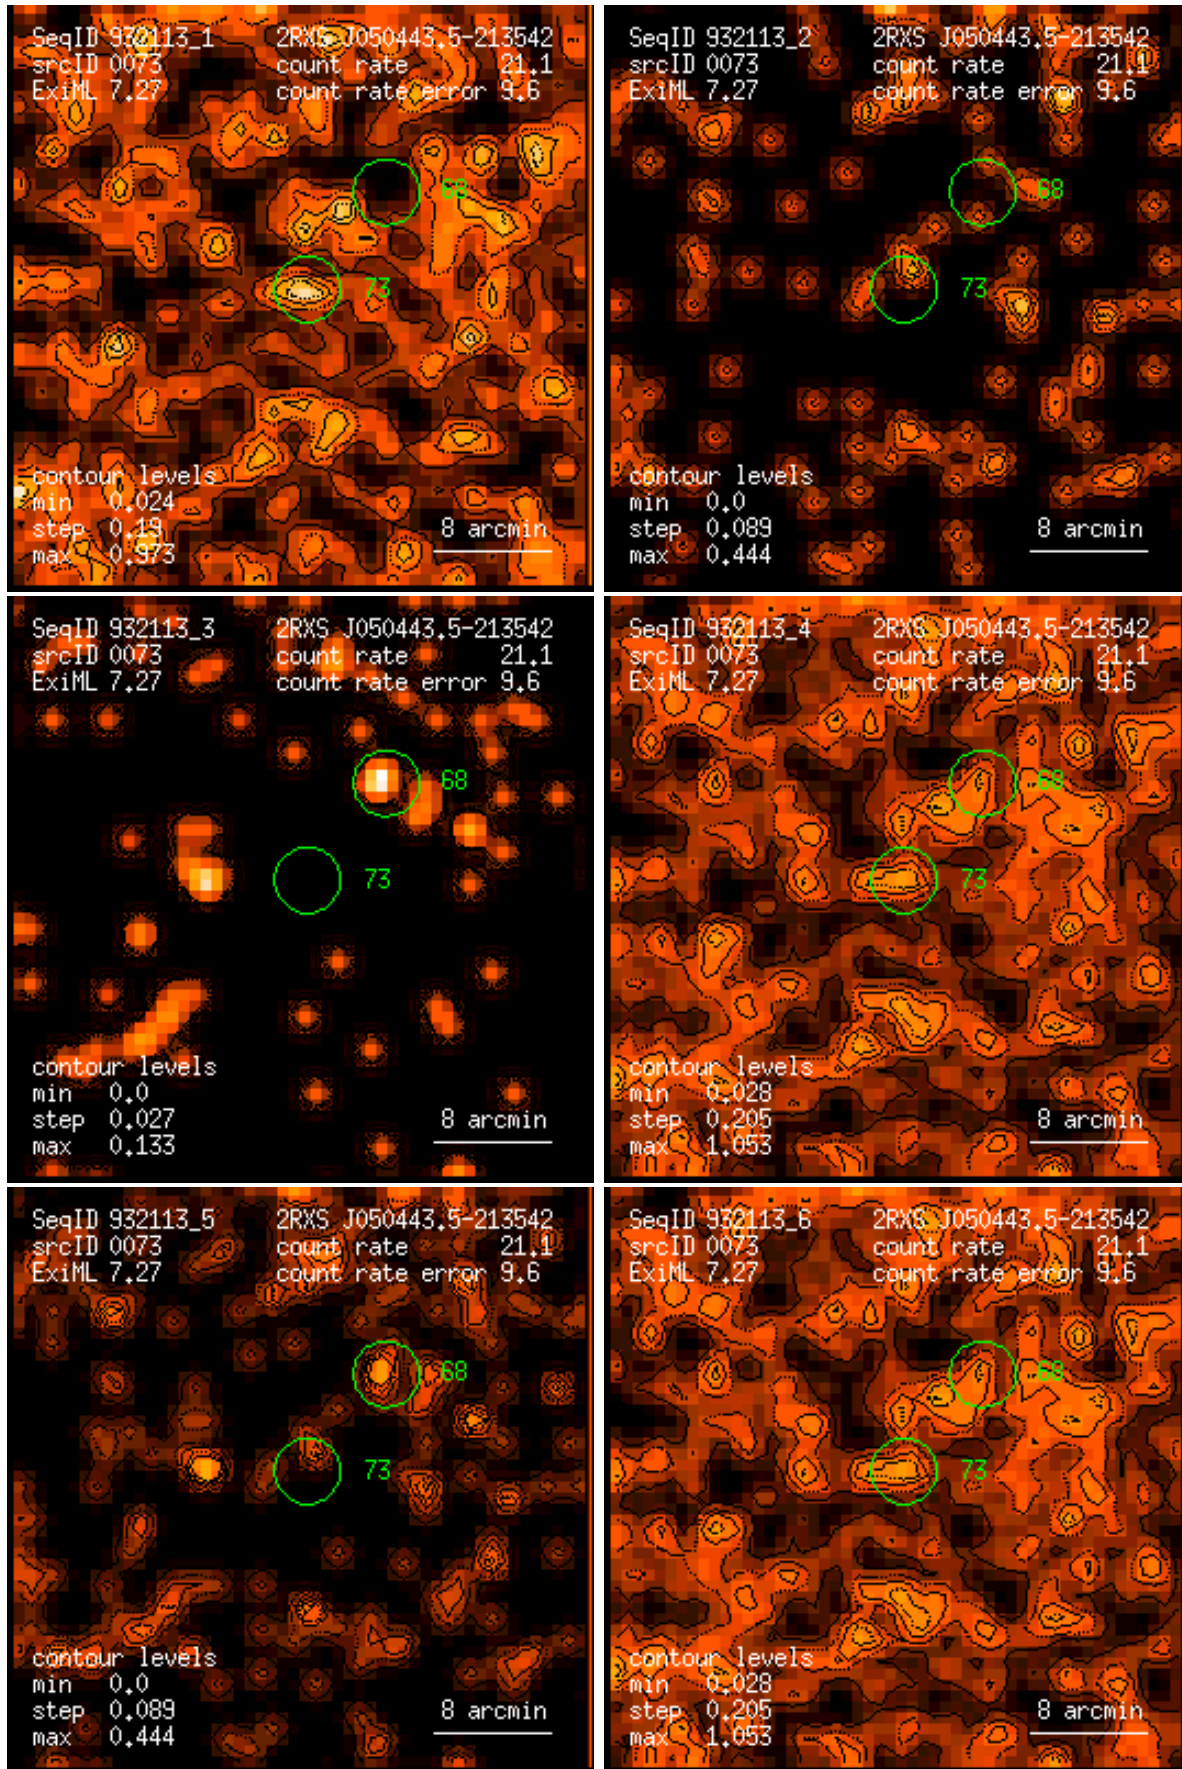 SeqID 932113_1 2RXS J050443.5-213542
srcID 0073 count rate 21.1
ExiML 7.27 count rate error 9.6
68
73
contour levels
min 0.024
step 0.19 8 arcmin
max 0.973
SeqID 932113_2 2RXS J050443.5-213542
srcID 0073 count rate 21.1
ExiML 7.27 count rate error 9.6
68
73
contour levels
min 0.0
step 0.089 8 arcmin
max 0.444
SeqID 932113_3 2RXS J050443.5-213542
srcID 0073 count rate 21.1
ExiML 7.27 count rate error 9.6
68
73
contour levels
min 0.0
step 0.027 8 arcmin
max 0.133
SeqID 932113_4 2RXS J050443.5-213542
srcID 0073 count rate 21.1
ExiML 7.27 count rate error 9.6
68
73
contour levels
min 0.028
step 0.205 8 arcmin
max 1.053
SeqID 932113_5 2RXS J050443.5-213542
srcID 0073 count rate 21.1
ExiML 7.27 count rate error 9.6
68
73
contour levels
min 0.0
step 0.089 8 arcmin
max 0.444
SeqID 932113_6 2RXS J050443.5-213542
srcID 0073 count rate 21.1
ExiML 7.27 count rate error 9.6
68
73
contour levels
min 0.028
step 0.205 8 arcmin
max 1.053